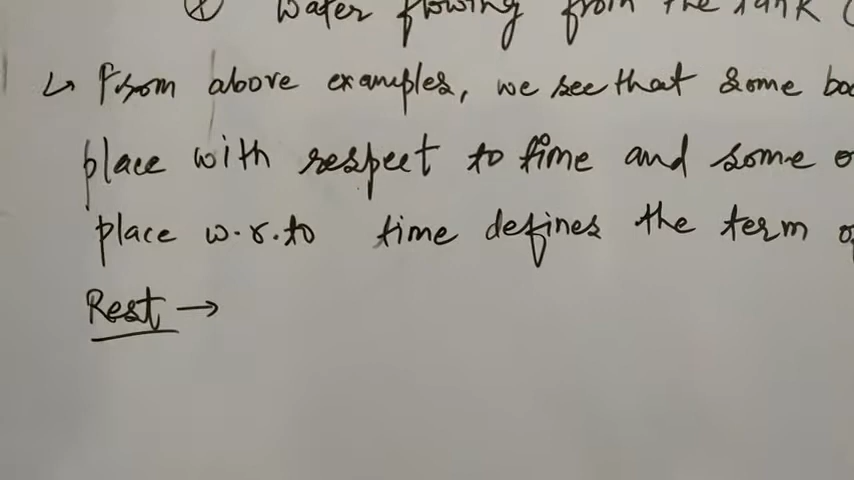 Water flowing from the tank (
↳ From above examples, we see that some
place with respect to time and some
place w.r.to time defines the term
Rest →